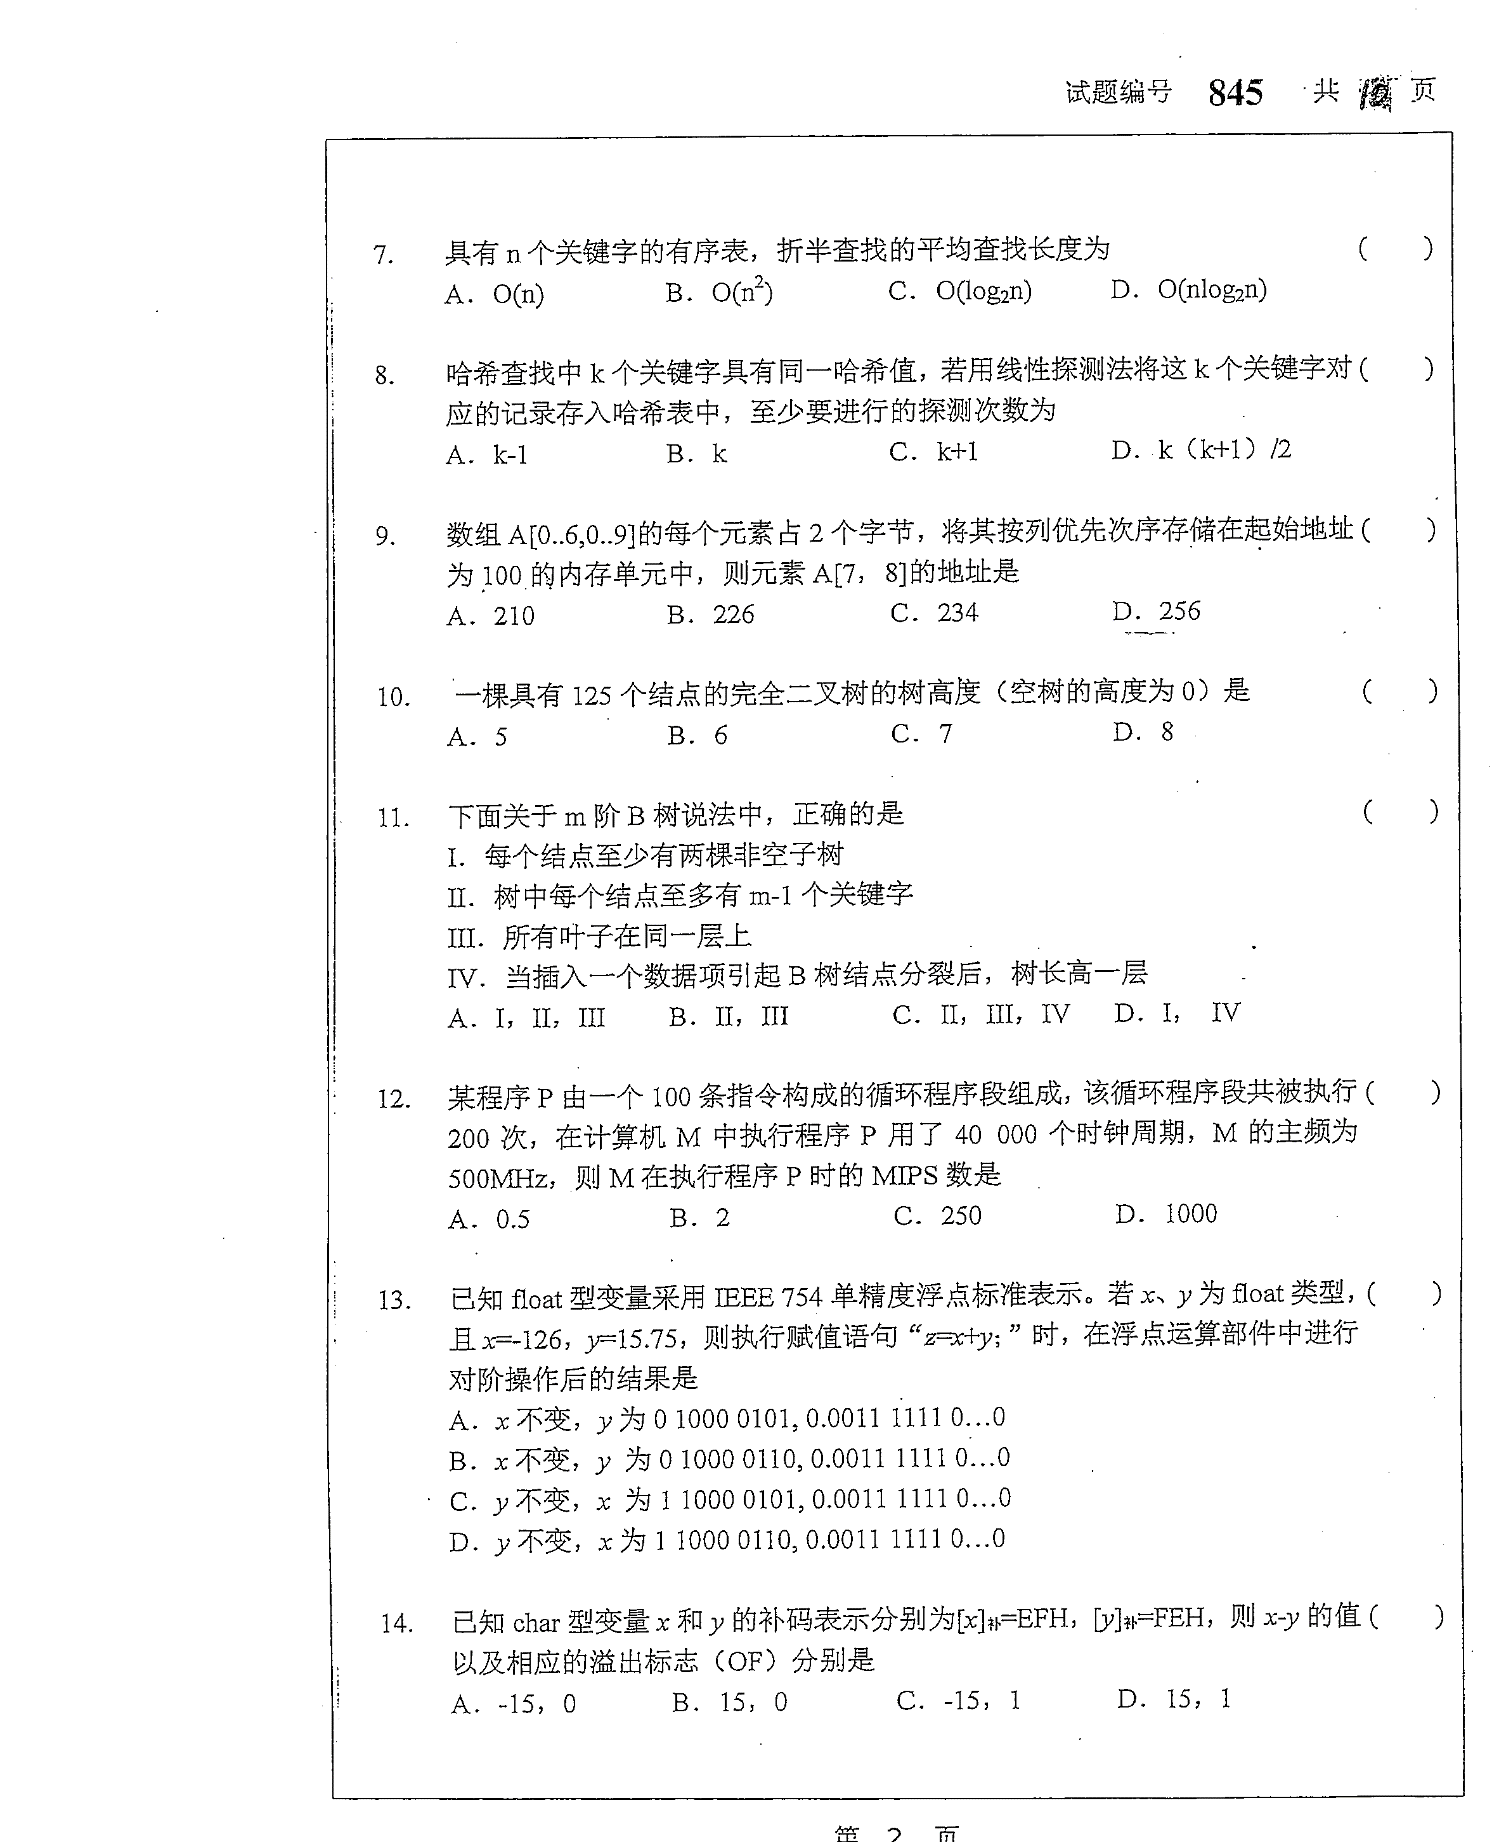 试题编号 845 共 页
7. 具有 n 个关键字的有序表，折半查找的平均查找长度为 ( )
A．O(n) B．O(n²) C．O(log₂n) D．O(nlog₂n)
8. 哈希查找中 k 个关键字具有同一哈希值，若用线性探测法将这 k 个关键字对 ( )
应的记录存入哈希表中，至少要进行的探测次数为
A．k-1 B．k C．k+1 D．k（k+1）/2
9. 数组 A[0..6,0..9]的每个元素占 2 个字节，将其按列优先次序存储在起始地址 ( )
为 100 的内存单元中，则元素 A[7，8]的地址是
A．210 B．226 C．234 D．256
10. 一棵具有 125 个结点的完全二叉树的树高度（空树的高度为 0）是 ( )
A．5 B．6 C．7 D．8
11. 下面关于 m 阶 B 树说法中，正确的是 ( )
I．每个结点至少有两棵非空子树
II．树中每个结点至多有 m-1 个关键字
III．所有叶子在同一层上
IV．当插入一个数据项引起 B 树结点分裂后，树长高一层
A．I，II，III B．II，III C．II，III，IV D．I， IV
12. 某程序 P 由一个 100 条指令构成的循环程序段组成，该循环程序段共被执行 ( )
200 次，在计算机 M 中执行程序 P 用了 40 000 个时钟周期，M 的主频为
500MHz，则 M 在执行程序 P 时的 MIPS 数是
A．0.5 B．2 C．250 D．1000
13. 已知 float 型变量采用 IEEE 754 单精度浮点标准表示。若 x、y 为 float 类型， ( )
且 x=-126，y=15.75，则执行赋值语句“z=x+y；”时，在浮点运算部件中进行
对阶操作后的结果是
A．x 不变，y 为 0 1000 0101, 0.0011 1111 0…0
B．x 不变，y 为 0 1000 0110, 0.0011 1111 0…0
C．y 不变，x 为 1 1000 0101, 0.0011 1111 0…0
D．y 不变，x 为 1 1000 0110, 0.0011 1111 0…0
14. 已知 char 型变量 x 和 y 的补码表示分别为[x]补=EFH，[y]补=FEH，则 x-y 的值 ( )
以及相应的溢出标志（OF）分别是
A．-15，0 B．15，0 C．-15，1 D．15，1
第 2 页